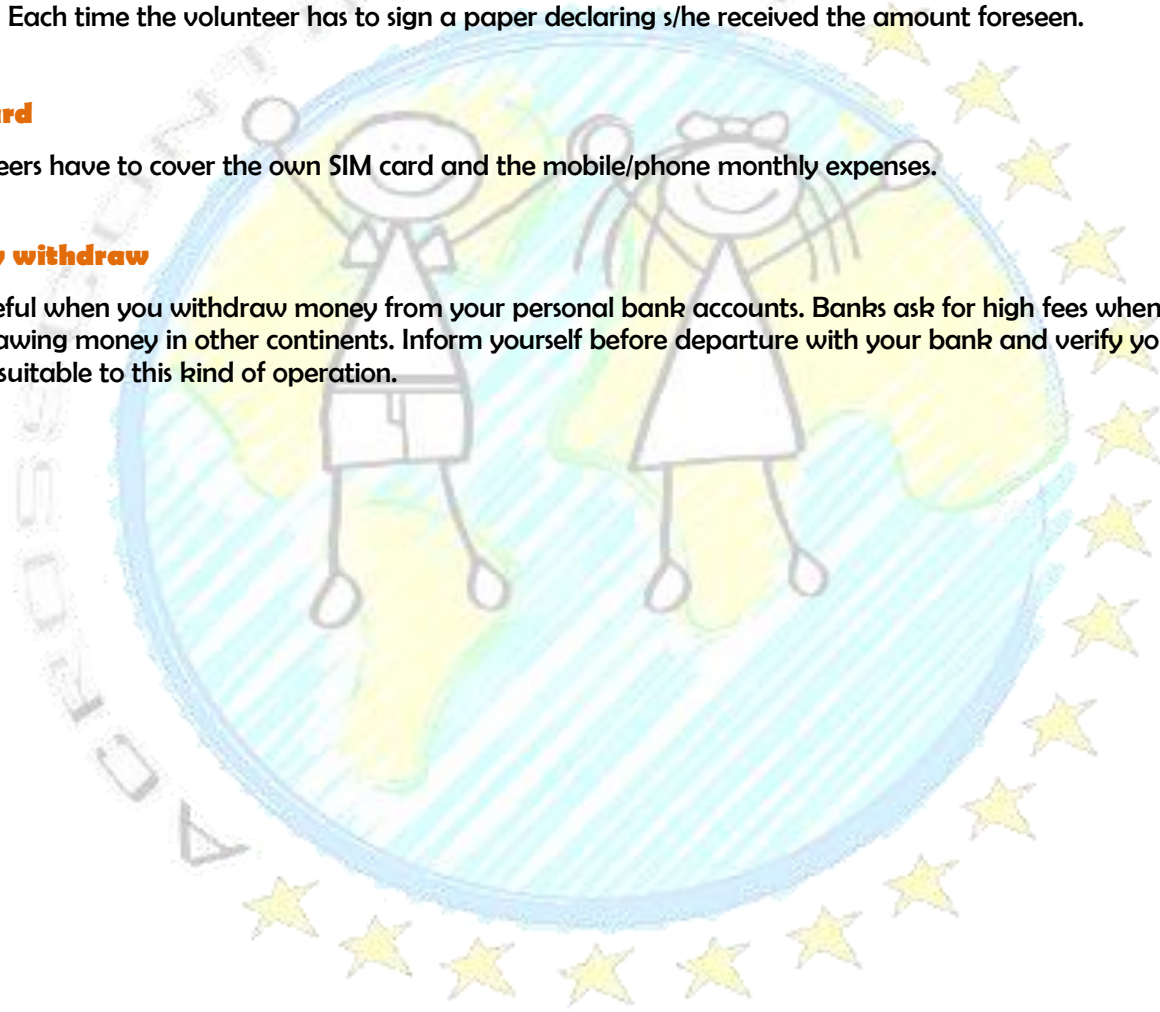 Each time the volunteer has to sign a paper declaring s/he received the amount foreseen.
rd
eers have to cover the own SIM card and the mobile/phone monthly expenses.
withdraw
eful when you withdraw money from your personal bank accounts. Banks ask for high fees when
awing money in other continents. Inform yourself before departure with your bank and verify yo
suitable to this kind of operation.